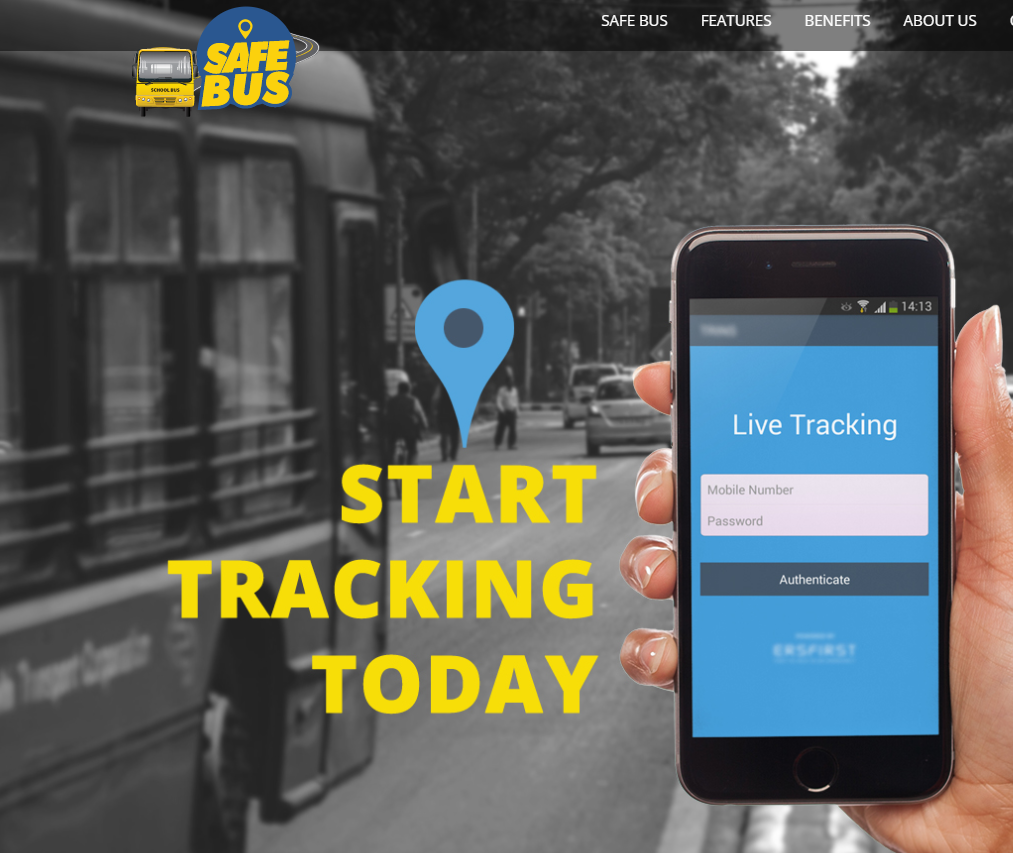 SAFE BUS
FEATURES
BENEFITS
ABOUT US
SAFE
BUS
SCHOOL BUS
14:13
Live Tracking
Mobile Number
Password
Authenticate
ERSFIRST
START
TRACKING
TODAY